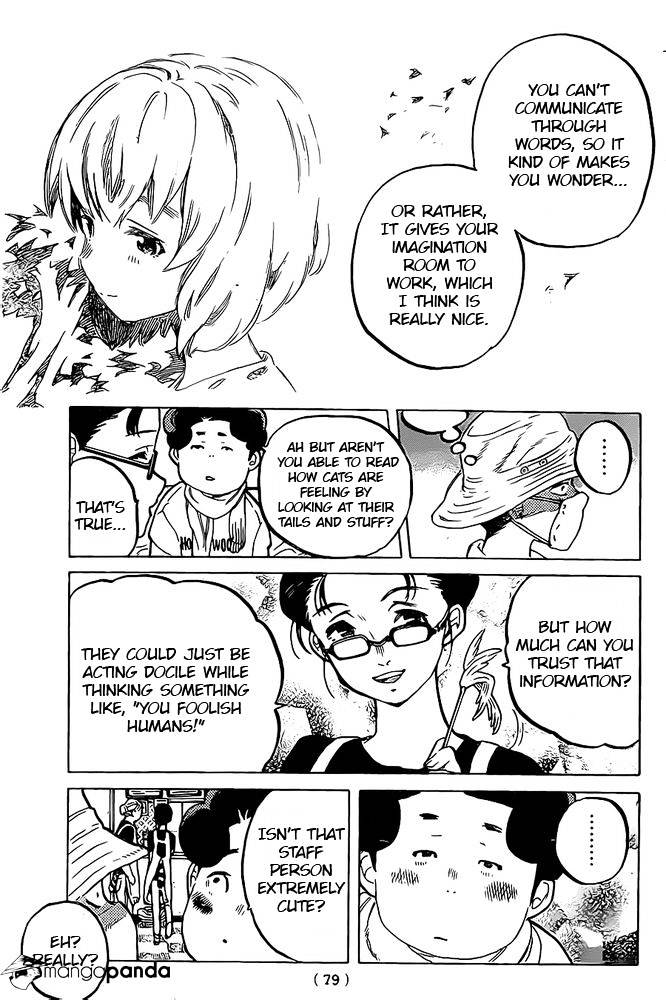 YOU CAN'T
COMMUNICATE
THROUGH
WORDS, SO IT
KIND OF MAKES
YOU WONDER...
OR RATHER,
IT GIVES YOUR
IMAGINATION
ROOM TO
WORK, WHICH
I THINK IS
REALLY NICE.
......
AH BUT AREN'T
YOU ABLE TO READ
HOW CATS ARE
FEELING BY
LOOKING AT THEIR
TAILS AND STUFF?
HO WOO
THAT'S
TRUE...
BUT HOW
MUCH CAN YOU
TRUST THAT
INFORMATION?
THEY COULD JUST BE
ACTING DOCILE WHILE
THINKING SOMETHING
LIKE, "YOU FOOLISH
HUMANS!"
......
ISN'T THAT
STAFF
PERSON
EXTREMELY
CUTE?
EH?
REALLY?
mangapanda
( 79 )